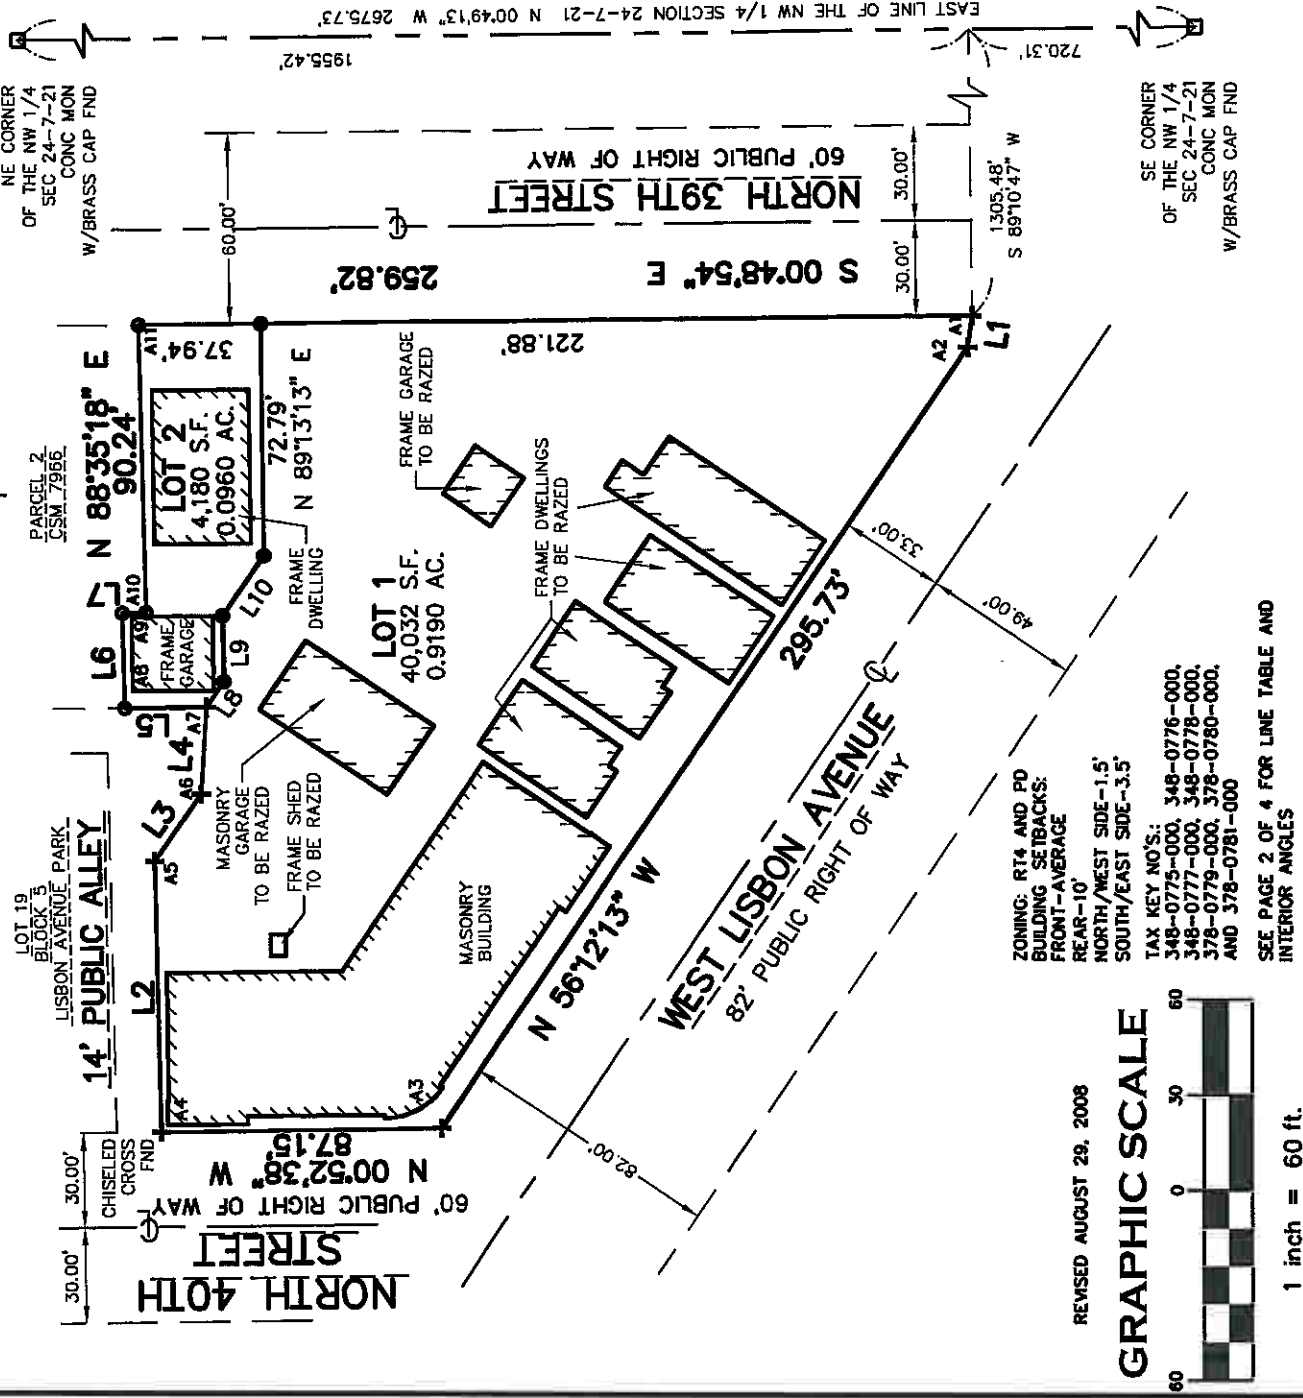 NE CORNER
OF THE NW 1/4
SEC 24-7-21
CONC MON
W/BRASS CAP FND
EAST LINE OF THE NW 1/4 SECTION 24-7-21 N 00°49'13" W 2675.73'
1955.42'
720.31'
SE CORNER
OF THE NW 1/4
SEC 24-7-21
CONC MON
W/BRASS CAP FND
NORTH 39TH STREET
60' PUBLIC RIGHT OF WAY
60.00'
30.00'
30.00'
1305.48'
S 89°10'47" W
S 00°48'54" E
259.82'
37.94'
221.88'
A11
A1
L1
A2
PARCEL 2
CSM 7966
N 88°35'18" E
90.24'
LOT 2
4,180 S.F.
0.0960 AC.
72.79'
N 89°13'13" E
FRAME
DWELLING
L7
A10
L6
A9
A8
FRAME
GARAGE
L10
L9
L8
L5
A7
L4
A6
L3
A5
LOT 1
40,032 S.F.
0.9190 AC.
FRAME GARAGE
TO BE RAZED
FRAME DWELLINGS
TO BE RAZED
MASONRY
GARAGE
TO BE RAZED
FRAME SHED
TO BE RAZED
MASONRY
BUILDING
LOT 19
BLOCK 5
LISBON AVENUE PARK
14' PUBLIC ALLEY
L2
A4
A3
87.15'
N 00°52'38" W
60' PUBLIC RIGHT OF WAY
NORTH 40TH
STREET
CHISELED
CROSS
FND
30.00'
30.00'
N 56°12'13" W
295.73'
33.00'
49.00'
82.00'
WEST LISBON AVENUE
82' PUBLIC RIGHT OF WAY
ZONING: RT4 AND PD
BUILDING SETBACKS:
FRONT-AVERAGE
REAR-10'
NORTH/WEST SIDE-1.5'
SOUTH/EAST SIDE-3.5'
TAX KEY NO'S.:
348-0775-000, 348-0776-000,
348-0777-000, 348-0778-000,
378-0779-000, 378-0780-000,
AND 378-0781-000
SEE PAGE 2 OF 4 FOR LINE TABLE AND
INTERIOR ANGLES
REVISED AUGUST 29, 2008
GRAPHIC SCALE
60 0 30 60
1 inch = 60 ft.